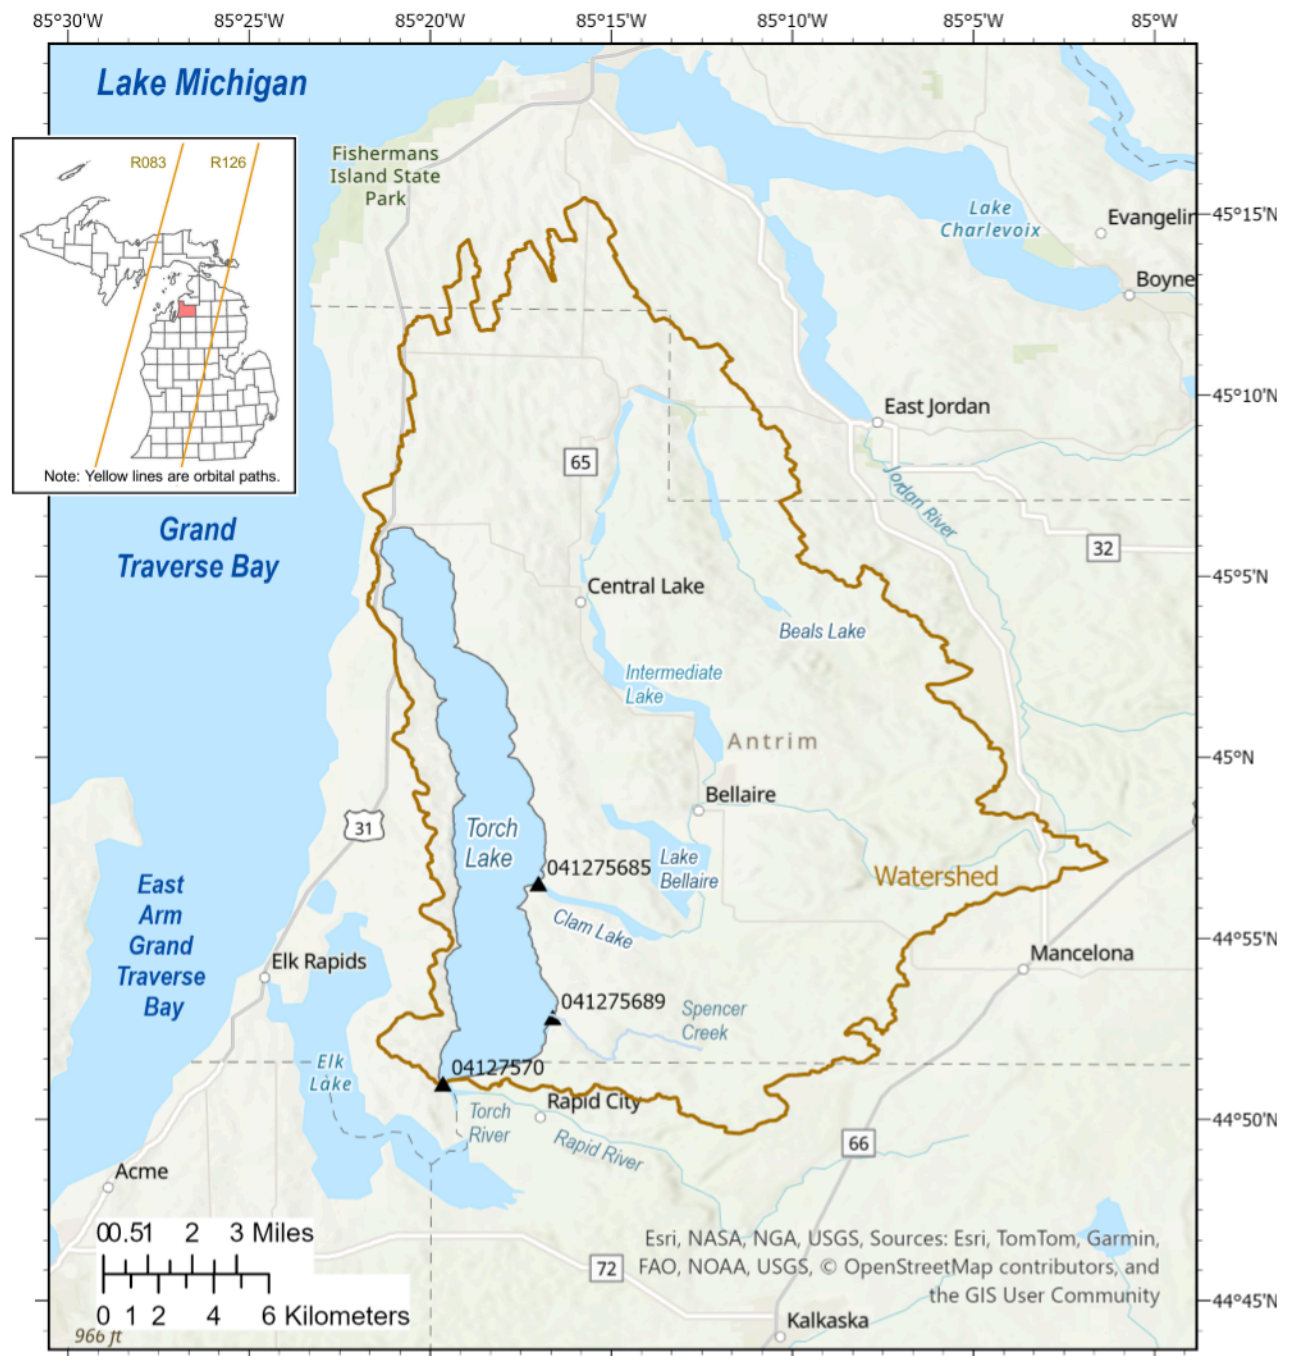 85°30'W
85°25'W
85°20'W
85°15'W
85°10'W
85°5'W
85°W
Lake Michigan
R083
R126
Note: Yellow lines are orbital paths.
Fishermans
Island State
Park
Lake
Charlevoix
Evangelin
45°15'N
Boyne
45°10'N
East Jordan
65
Jordan River
32
Grand
Traverse Bay
45°5'N
Central Lake
Beals Lake
Intermediate
Lake
Antrim
45°N
Bellaire
31
Torch
Lake
Lake
Bellaire
041275685
Watershed
Clam Lake
East
Arm
Grand
Traverse
Bay
44°55'N
Mancelona
Elk Rapids
041275689
Spencer
Creek
Elk
Lake
04127570
Rapid City
Torch
River
44°50'N
Rapid River
66
Acme
00.51 2 3 Miles
0 1 2 4 6 Kilometers
966 ft
72
Esri, NASA, NGA, USGS, Sources: Esri, TomTom, Garmin,
FAO, NOAA, USGS, © OpenStreetMap contributors, and
the GIS User Community
44°45'N
Kalkaska